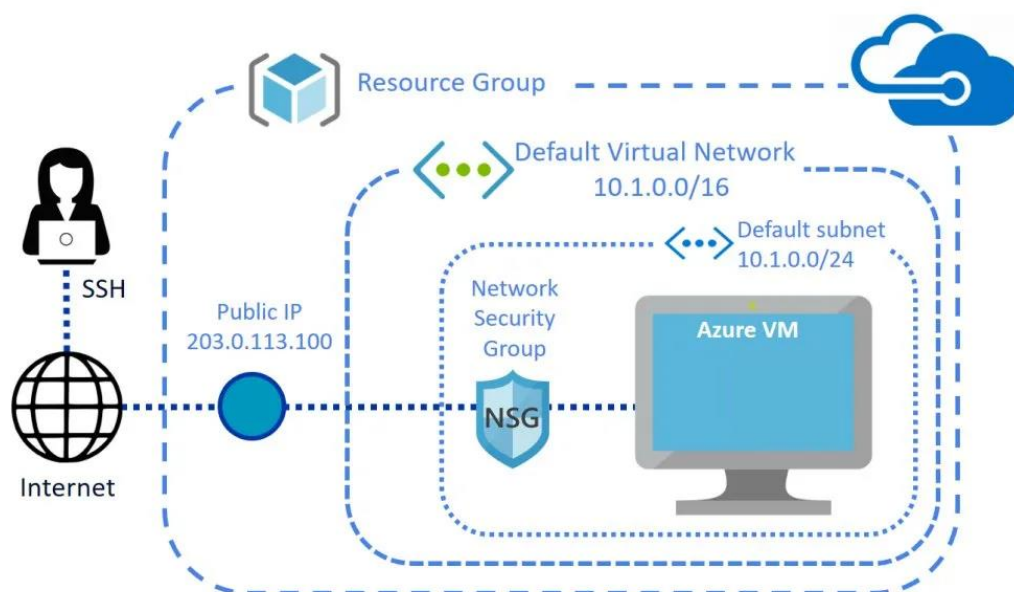 Resource Group
Default Virtual Network
10.1.0.0/16
Default subnet
10.1.0.0/24
SSH
Network
Security
Group
Public IP
203.0.113.100
Azure VM
NSG
Internet